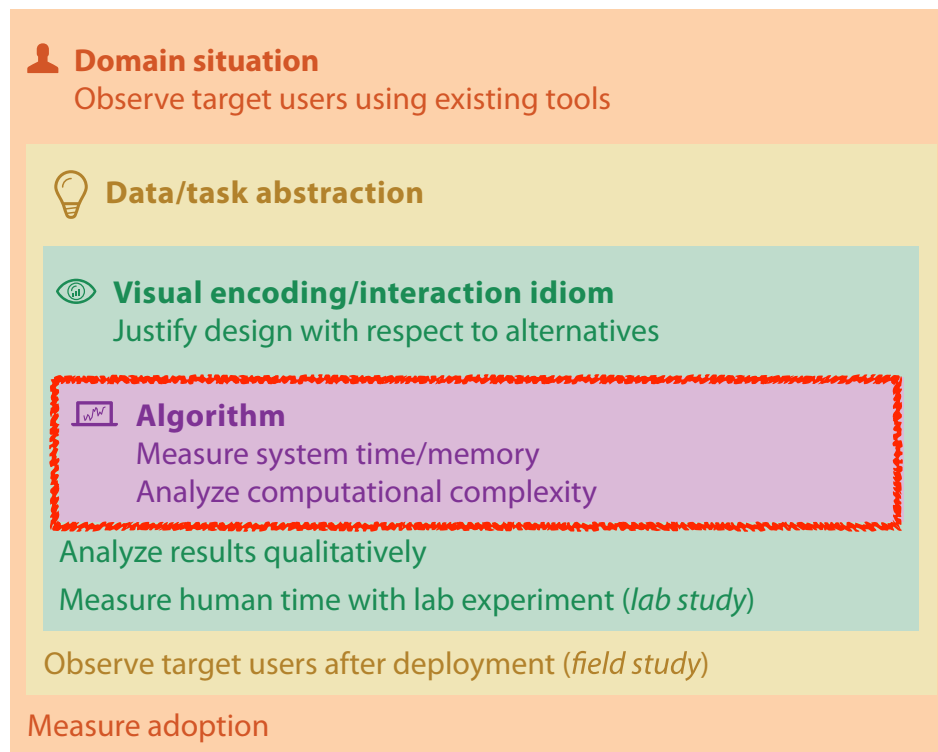 Domain situation
Observe target users using existing tools
Data/task abstraction
Visual encoding/interaction idiom
Justify design with respect to alternatives
Algorithm
Measure system time/memory
Analyze computational complexity
Analyze results qualitatively
Measure human time with lab experiment (lab study)
Observe target users after deployment (field study)
Measure adoption